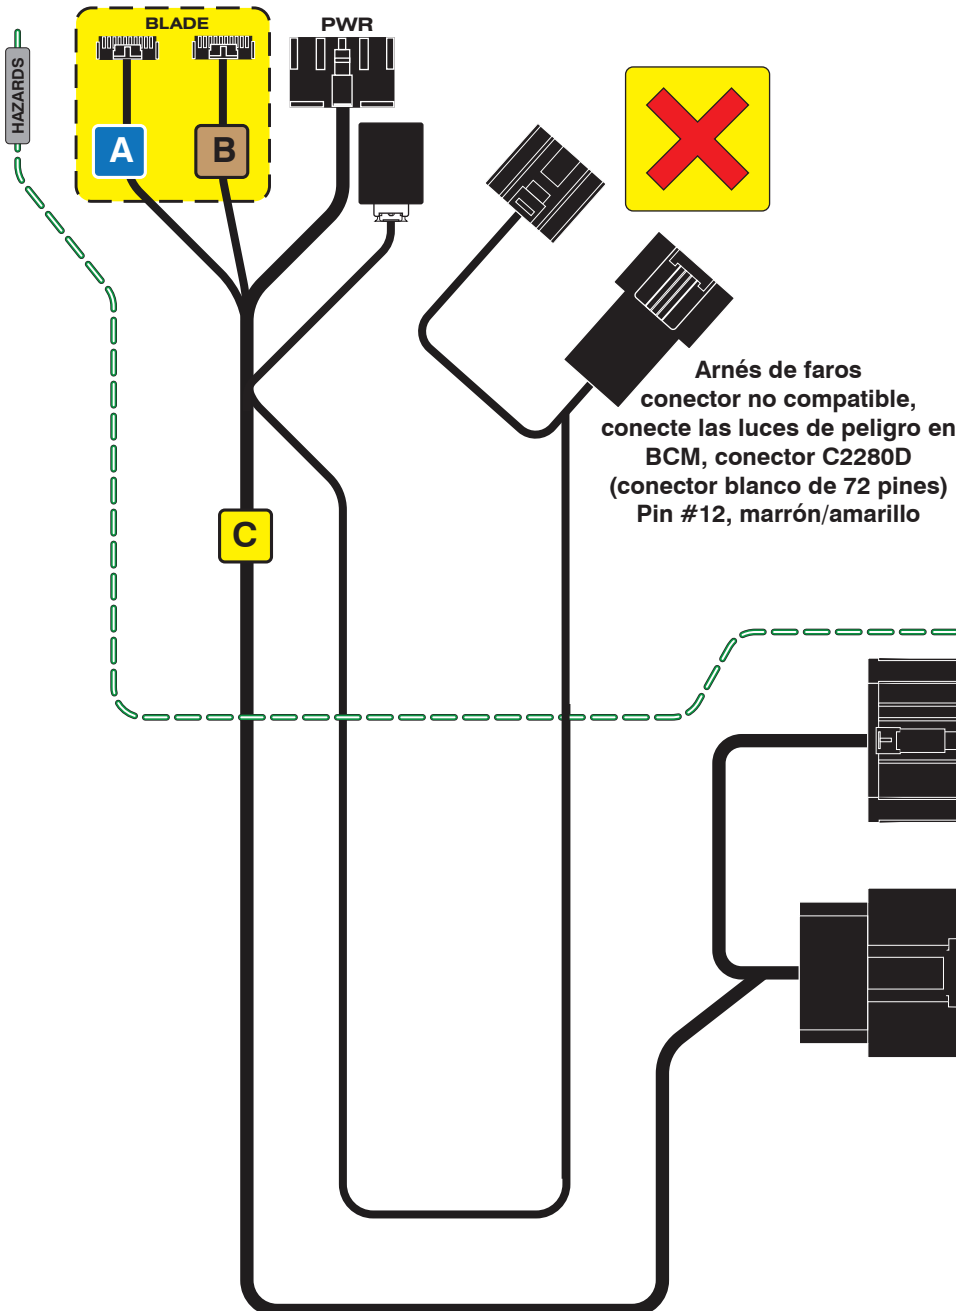 BLADE
PWR
HAZARDS
A
B
Arnés de faros
conector no compatible,
conecte las luces de peligro en
BCM, conector C2280D
(conector blanco de 72 pines)
Pin #12, marrón/amarillo
C